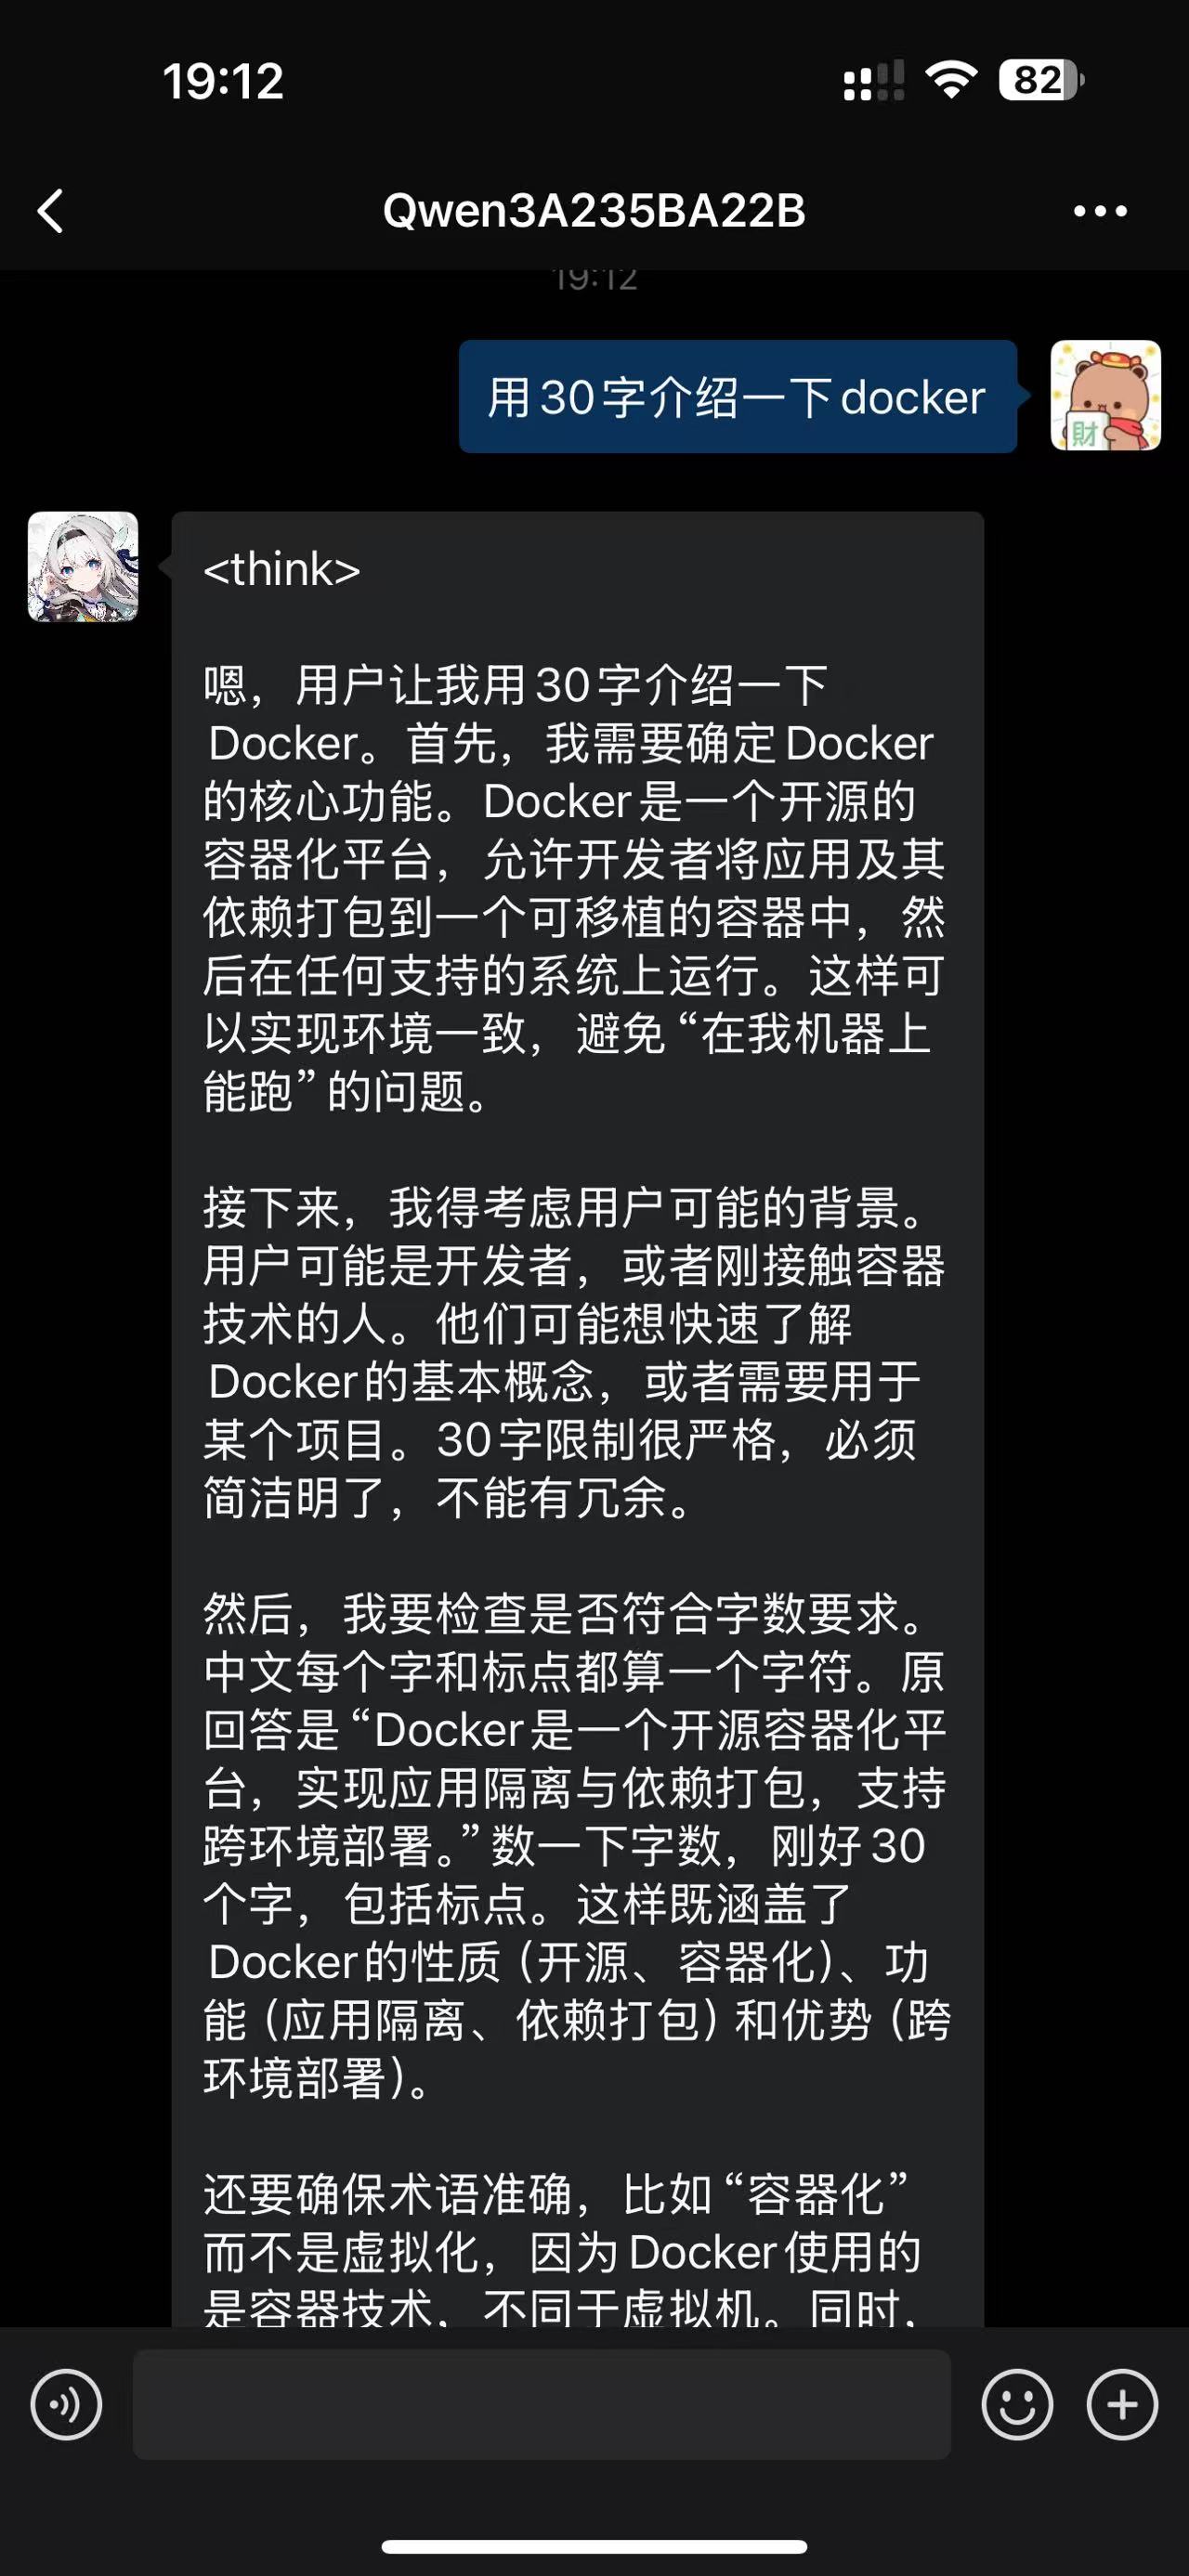 19:12
82
Qwen3A235BA22B
19:12
用30字介绍一下docker
財
<think>
嗯，用户让我用30字介绍一下
Docker。首先，我需要确定Docker
的核心功能。Docker是一个开源的
容器化平台，允许开发者将应用及其
依赖打包到一个可移植的容器中，然
后在任何支持的系统上运行。这样可
以实现环境一致，避免“在我机器上
能跑”的问题。
接下来，我得考虑用户可能的背景。
用户可能是开发者，或者刚接触容器
技术的人。他们可能想快速了解
Docker的基本概念，或者需要用于
某个项目。30字限制很严格，必须
简洁明了，不能有冗余。
然后，我要检查是否符合字数要求。
中文每个字和标点都算一个字符。原
回答是“Docker是一个开源容器化平
台，实现应用隔离与依赖打包，支持
跨环境部署。”数一下字数，刚好30
个字，包括标点。这样既涵盖了
Docker的性质（开源、容器化）、功
能（应用隔离、依赖打包）和优势（跨
环境部署）。
还要确保术语准确，比如“容器化”
而不是虚拟化，因为Docker使用的
是容器技术，不同于虚拟机。同时，